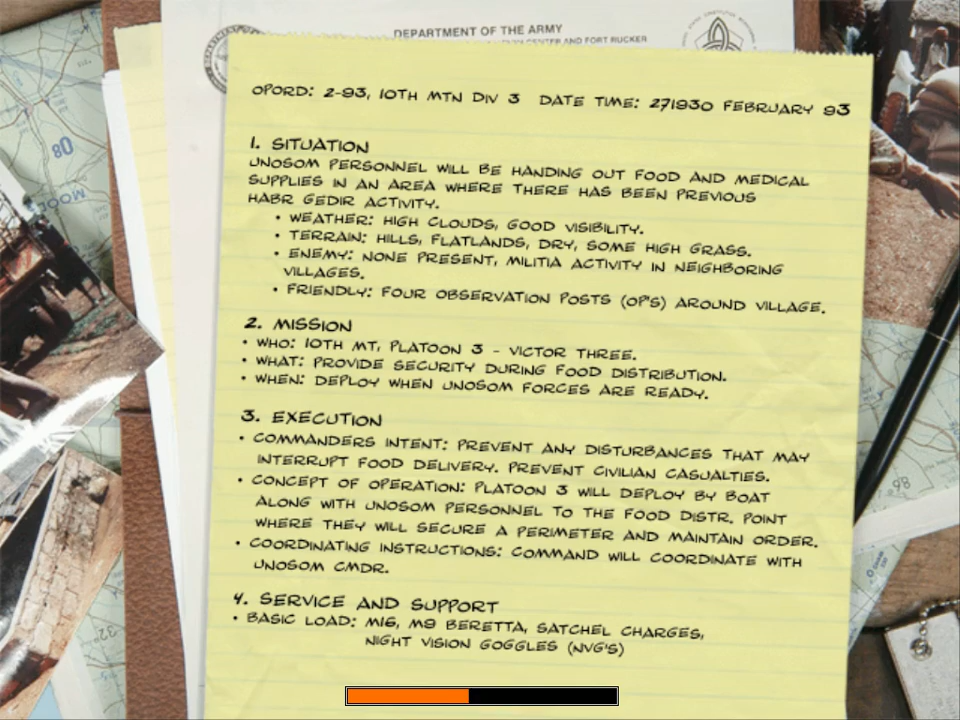 DEPARTMENT OF THE ARMY
CENTER AND FORT RUCKER
OPORD: 2-93, 10TH MTN DIV 3 DATE TIME: 271930 FEBRUARY 93
1. SITUATION
UNOSOM PERSONNEL WILL BE HANDING OUT FOOD AND MEDICAL
SUPPLIES IN AN AREA WHERE THERE HAS BEEN PREVIOUS
HABR GEDIR ACTIVITY.
• WEATHER: HIGH CLOUDS, GOOD VISIBILITY.
• TERRAIN: HILLS, FLATLANDS, DRY, SOME HIGH GRASS.
• ENEMY: NONE PRESENT, MILITIA ACTIVITY IN NEIGHBORING
VILLAGES.
• FRIENDLY: FOUR OBSERVATION POSTS (OP'S) AROUND VILLAGE.
2. MISSION
• WHO: 10TH MT, PLATOON 3 - VICTOR THREE.
• WHAT: PROVIDE SECURITY DURING FOOD DISTRIBUTION.
• WHEN: DEPLOY WHEN UNOSOM FORCES ARE READY.
3. EXECUTION
• COMMANDERS INTENT: PREVENT ANY DISTURBANCES THAT MAY
INTERRUPT FOOD DELIVERY. PREVENT CIVILIAN CASUALTIES.
• CONCEPT OF OPERATION: PLATOON 3 WILL DEPLOY BY BOAT
ALONG WITH UNOSOM PERSONNEL TO THE FOOD DISTR. POINT
WHERE THEY WILL SECURE A PERIMETER AND MAINTAIN ORDER.
• COORDINATING INSTRUCTIONS: COMMAND WILL COORDINATE WITH
UNOSOM CMDR.
4. SERVICE AND SUPPORT
• BASIC LOAD: M16, M9 BERETTA, SATCHEL CHARGES,
NIGHT VISION GOGGLES (NVG'S)